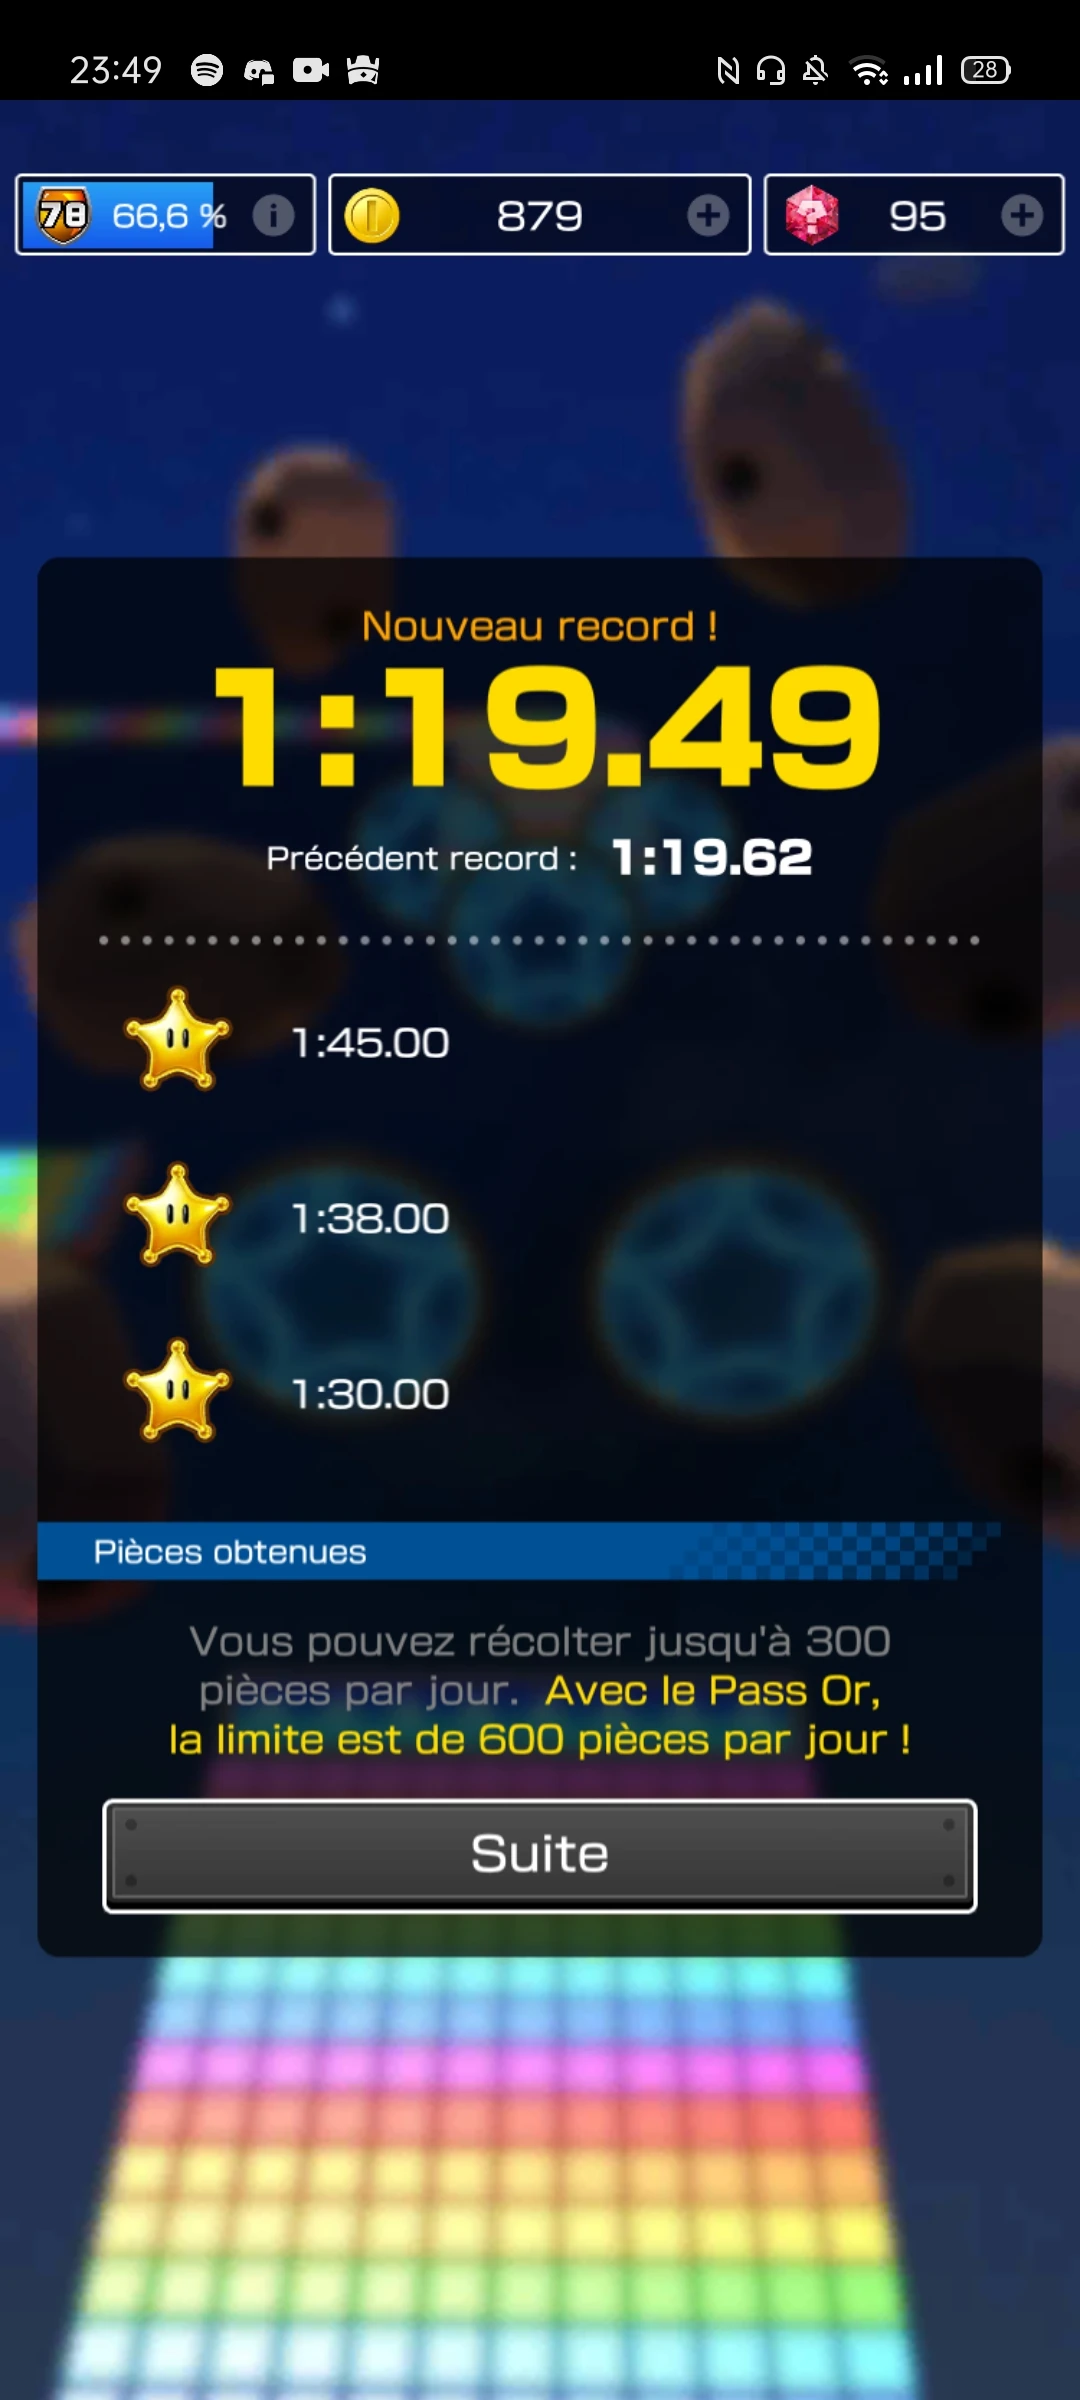 23:49 28
78 66,6 % 879 95
Nouveau record !
1:19.49
Précédent record : 1:19.62
1:45.00
1:38.00
1:30.00
Pièces obtenues
Vous pouvez récolter jusqu'à 300
pièces par jour. Avec le Pass Or,
la limite est de 600 pièces par jour !
Suite